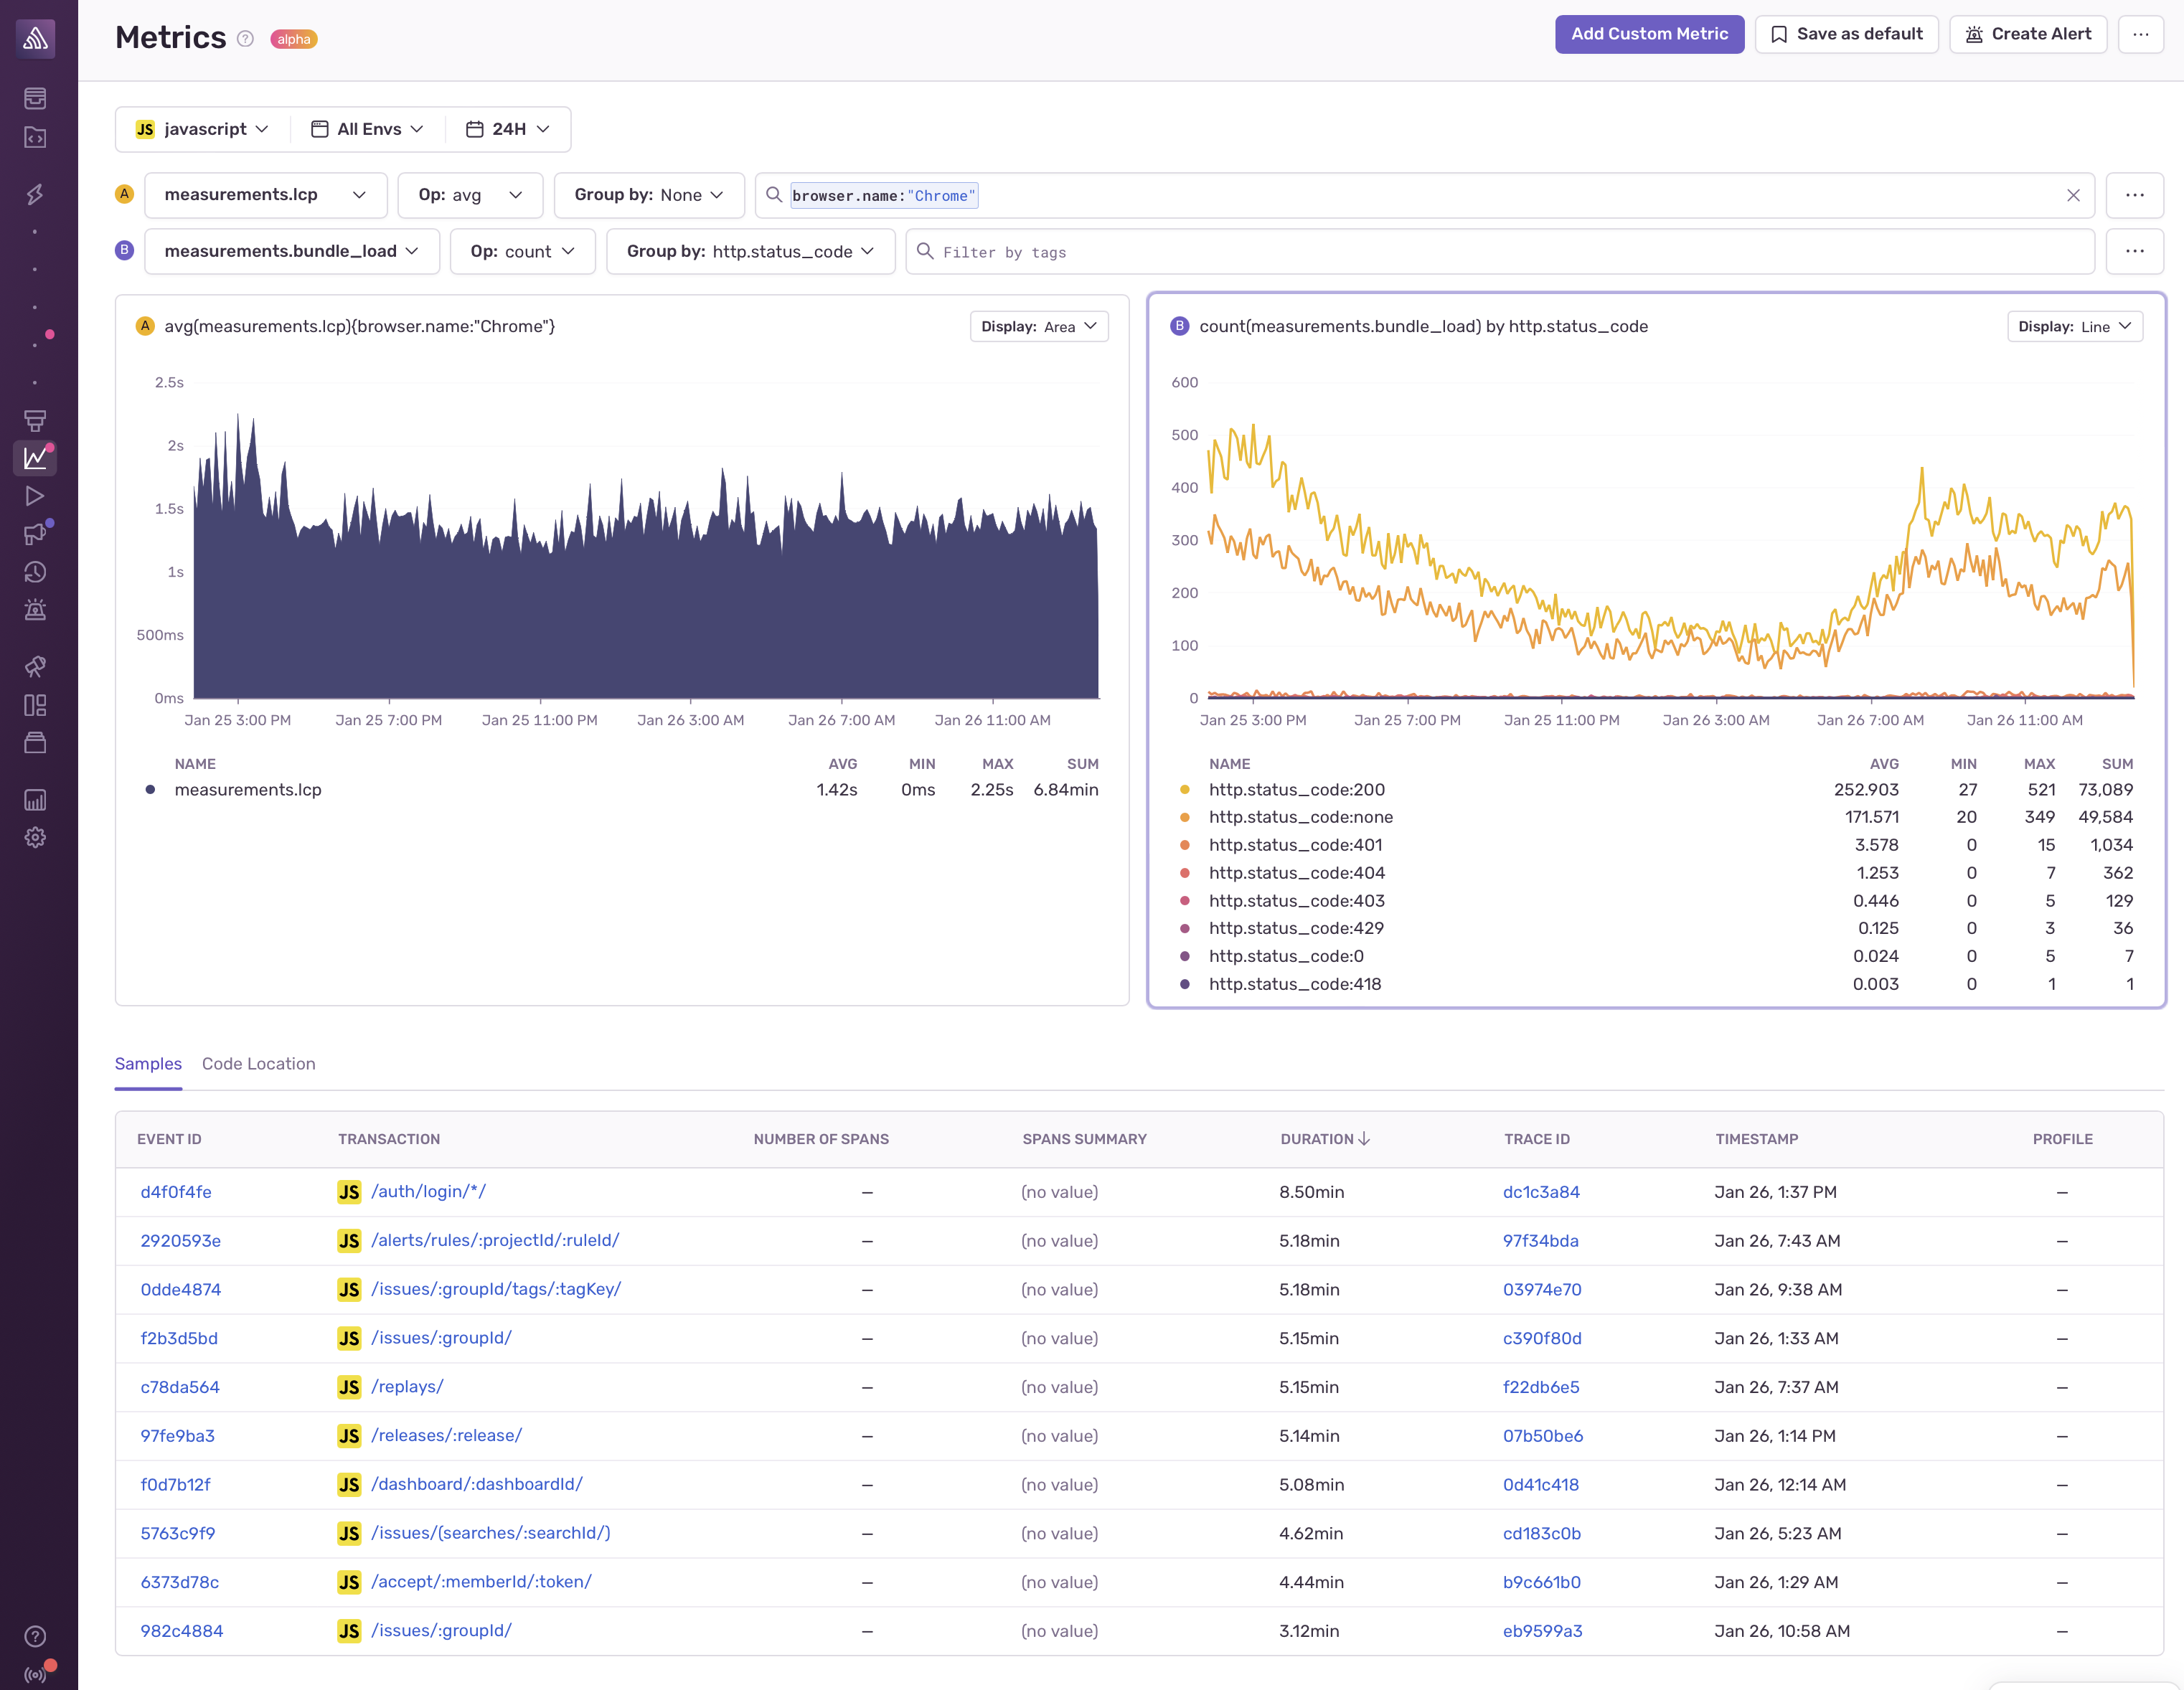 Metrics ? alpha
Add Custom Metric Save as default Create Alert ...
JS javascript All Envs 24H
A measurements.lcp Op: avg Group by: None browser.name:"Chrome" ...
B measurements.bundle_load Op: count Group by: http.status_code Filter by tags ...
A avg(measurements.lcp){browser.name:"Chrome"} Display: Area
2.5s
2s
1.5s
1s
500ms
0ms
Jan 25 3:00 PM Jan 25 7:00 PM Jan 25 11:00 PM Jan 26 3:00 AM Jan 26 7:00 AM Jan 26 11:00 AM
NAME AVG MIN MAX SUM
measurements.lcp 1.42s 0ms 2.25s 6.84min
B count(measurements.bundle_load) by http.status_code Display: Line
600
500
400
300
200
100
0
Jan 25 3:00 PM Jan 25 7:00 PM Jan 25 11:00 PM Jan 26 3:00 AM Jan 26 7:00 AM Jan 26 11:00 AM
NAME AVG MIN MAX SUM
http.status_code:200 252.903 27 521 73,089
http.status_code:none 171.571 20 349 49,584
http.status_code:401 3.578 0 15 1,034
http.status_code:404 1.253 0 7 362
http.status_code:403 0.446 0 5 129
http.status_code:429 0.125 0 3 36
http.status_code:0 0.024 0 5 7
http.status_code:418 0.003 0 1 1
Samples Code Location
EVENT ID TRANSACTION NUMBER OF SPANS SPANS SUMMARY DURATION TRACE ID TIMESTAMP PROFILE
d4f0f4fe JS /auth/login/*/ — (no value) 8.50min dc1c3a84 Jan 26, 1:37 PM —
2920593e JS /alerts/rules/:projectId/:ruleId/ — (no value) 5.18min 97f34bda Jan 26, 7:43 AM —
0dde4874 JS /issues/:groupId/tags/:tagKey/ — (no value) 5.18min 03974e70 Jan 26, 9:38 AM —
f2b3d5bd JS /issues/:groupId/ — (no value) 5.15min c390f80d Jan 26, 1:33 AM —
c78da564 JS /replays/ — (no value) 5.15min f22db6e5 Jan 26, 7:37 AM —
97fe9ba3 JS /releases/:release/ — (no value) 5.14min 07b50be6 Jan 26, 1:14 PM —
f0d7b12f JS /dashboard/:dashboardId/ — (no value) 5.08min 0d41c418 Jan 26, 12:14 AM —
5763c9f9 JS /issues/(searches/:searchId/) — (no value) 4.62min cd183c0b Jan 26, 5:23 AM —
6373d78c JS /accept/:memberId/:token/ — (no value) 4.44min b9c661b0 Jan 26, 1:29 AM —
982c4884 JS /issues/:groupId/ — (no value) 3.12min eb9599a3 Jan 26, 10:58 AM —